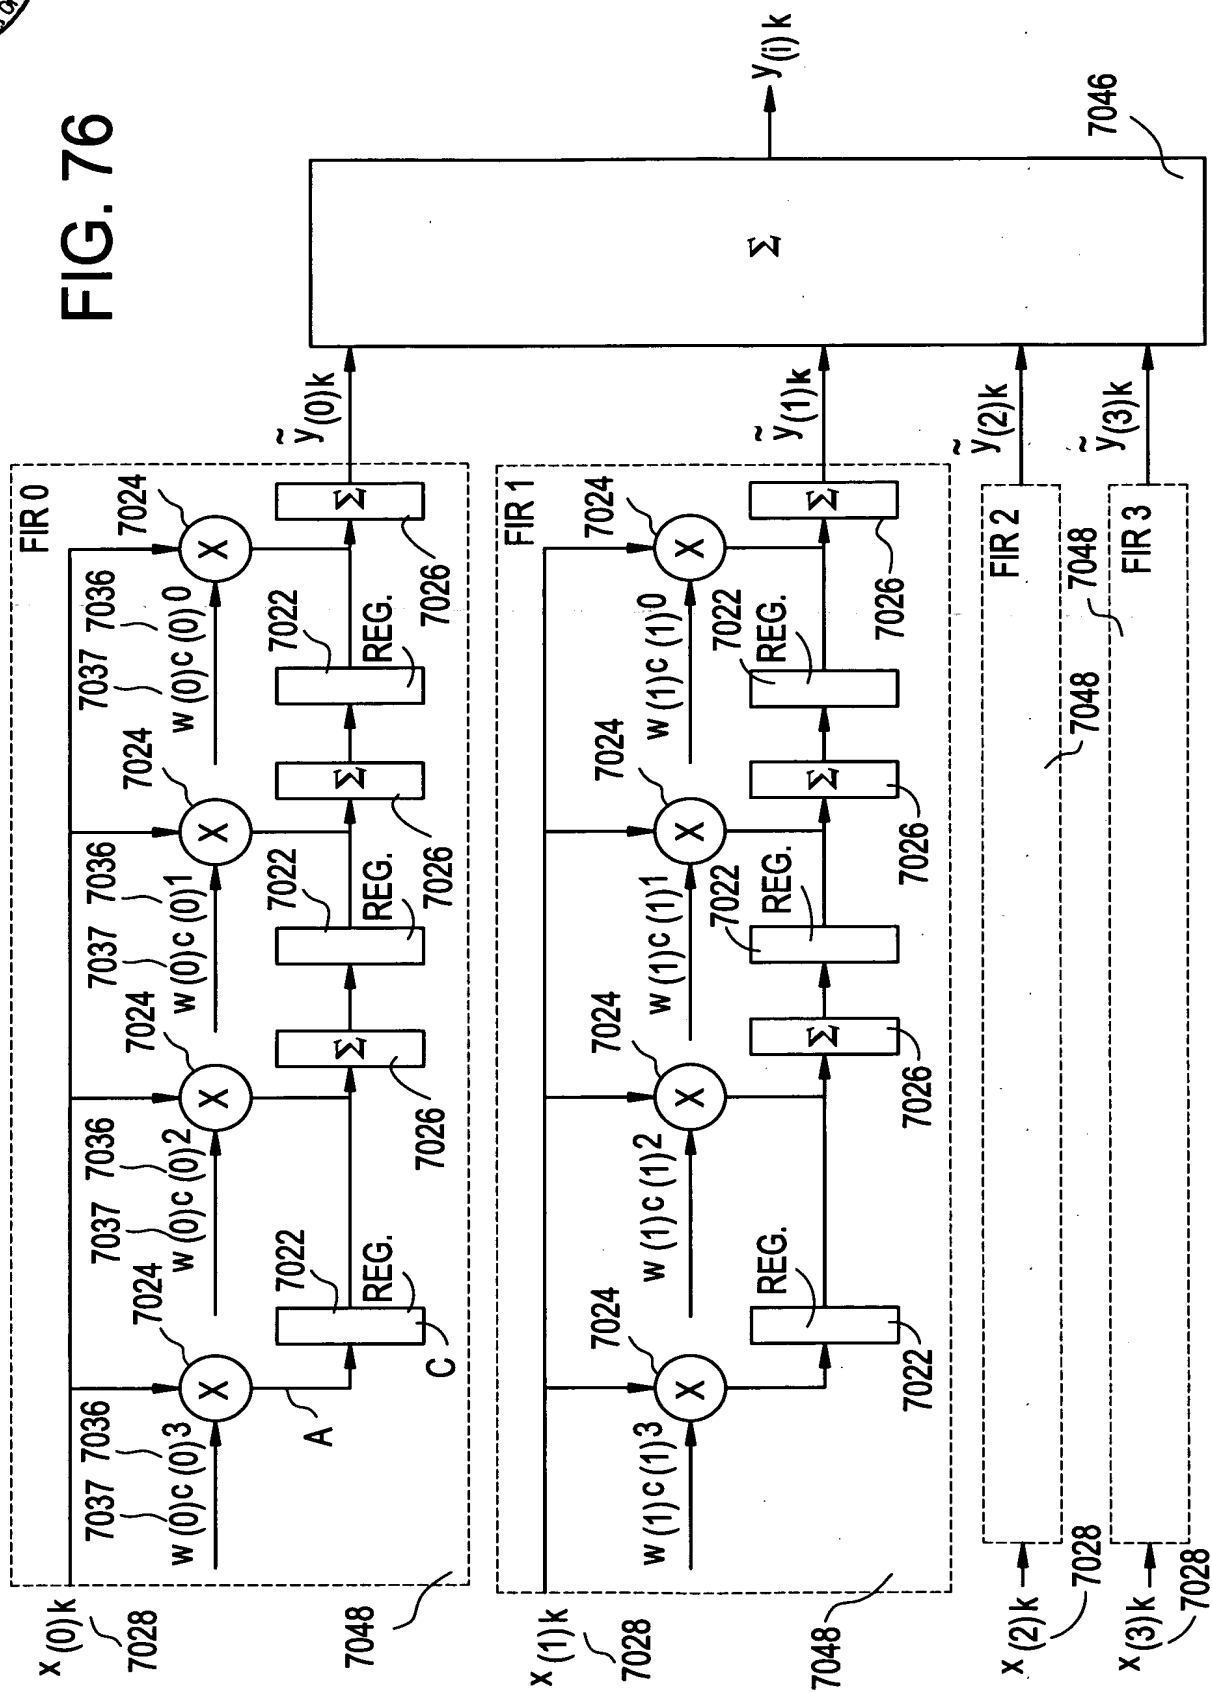 FIG. 76
FIR 0
7037 7036 7024
w(0)c(0)3
7037 7036 7024
w(0)c(0)2
7037 7036 7024
w(0)c(0)1
7037 7036 7024
w(0)c(0)0
X X X X
A
C
7022 REG.
Σ 7026
7022 REG.
Σ 7026
7022 REG.
Σ 7026
x(0)k
7028
7048
ỹ(0)k
FIR 1
7024 7024 7024 7024
w(1)c(1)3
w(1)c(1)2
w(1)c(1)1
w(1)c(1)0
X X X X
REG. 7022
Σ 7026
7022 REG.
Σ 7026
7022 REG.
Σ 7026
x(1)k
7028
7048
ỹ(1)k
FIR 2
7048
x(2)k
7028
ỹ(2)k
FIR 3
7048
x(3)k
7028
ỹ(3)k
Σ
7046
y(i)k